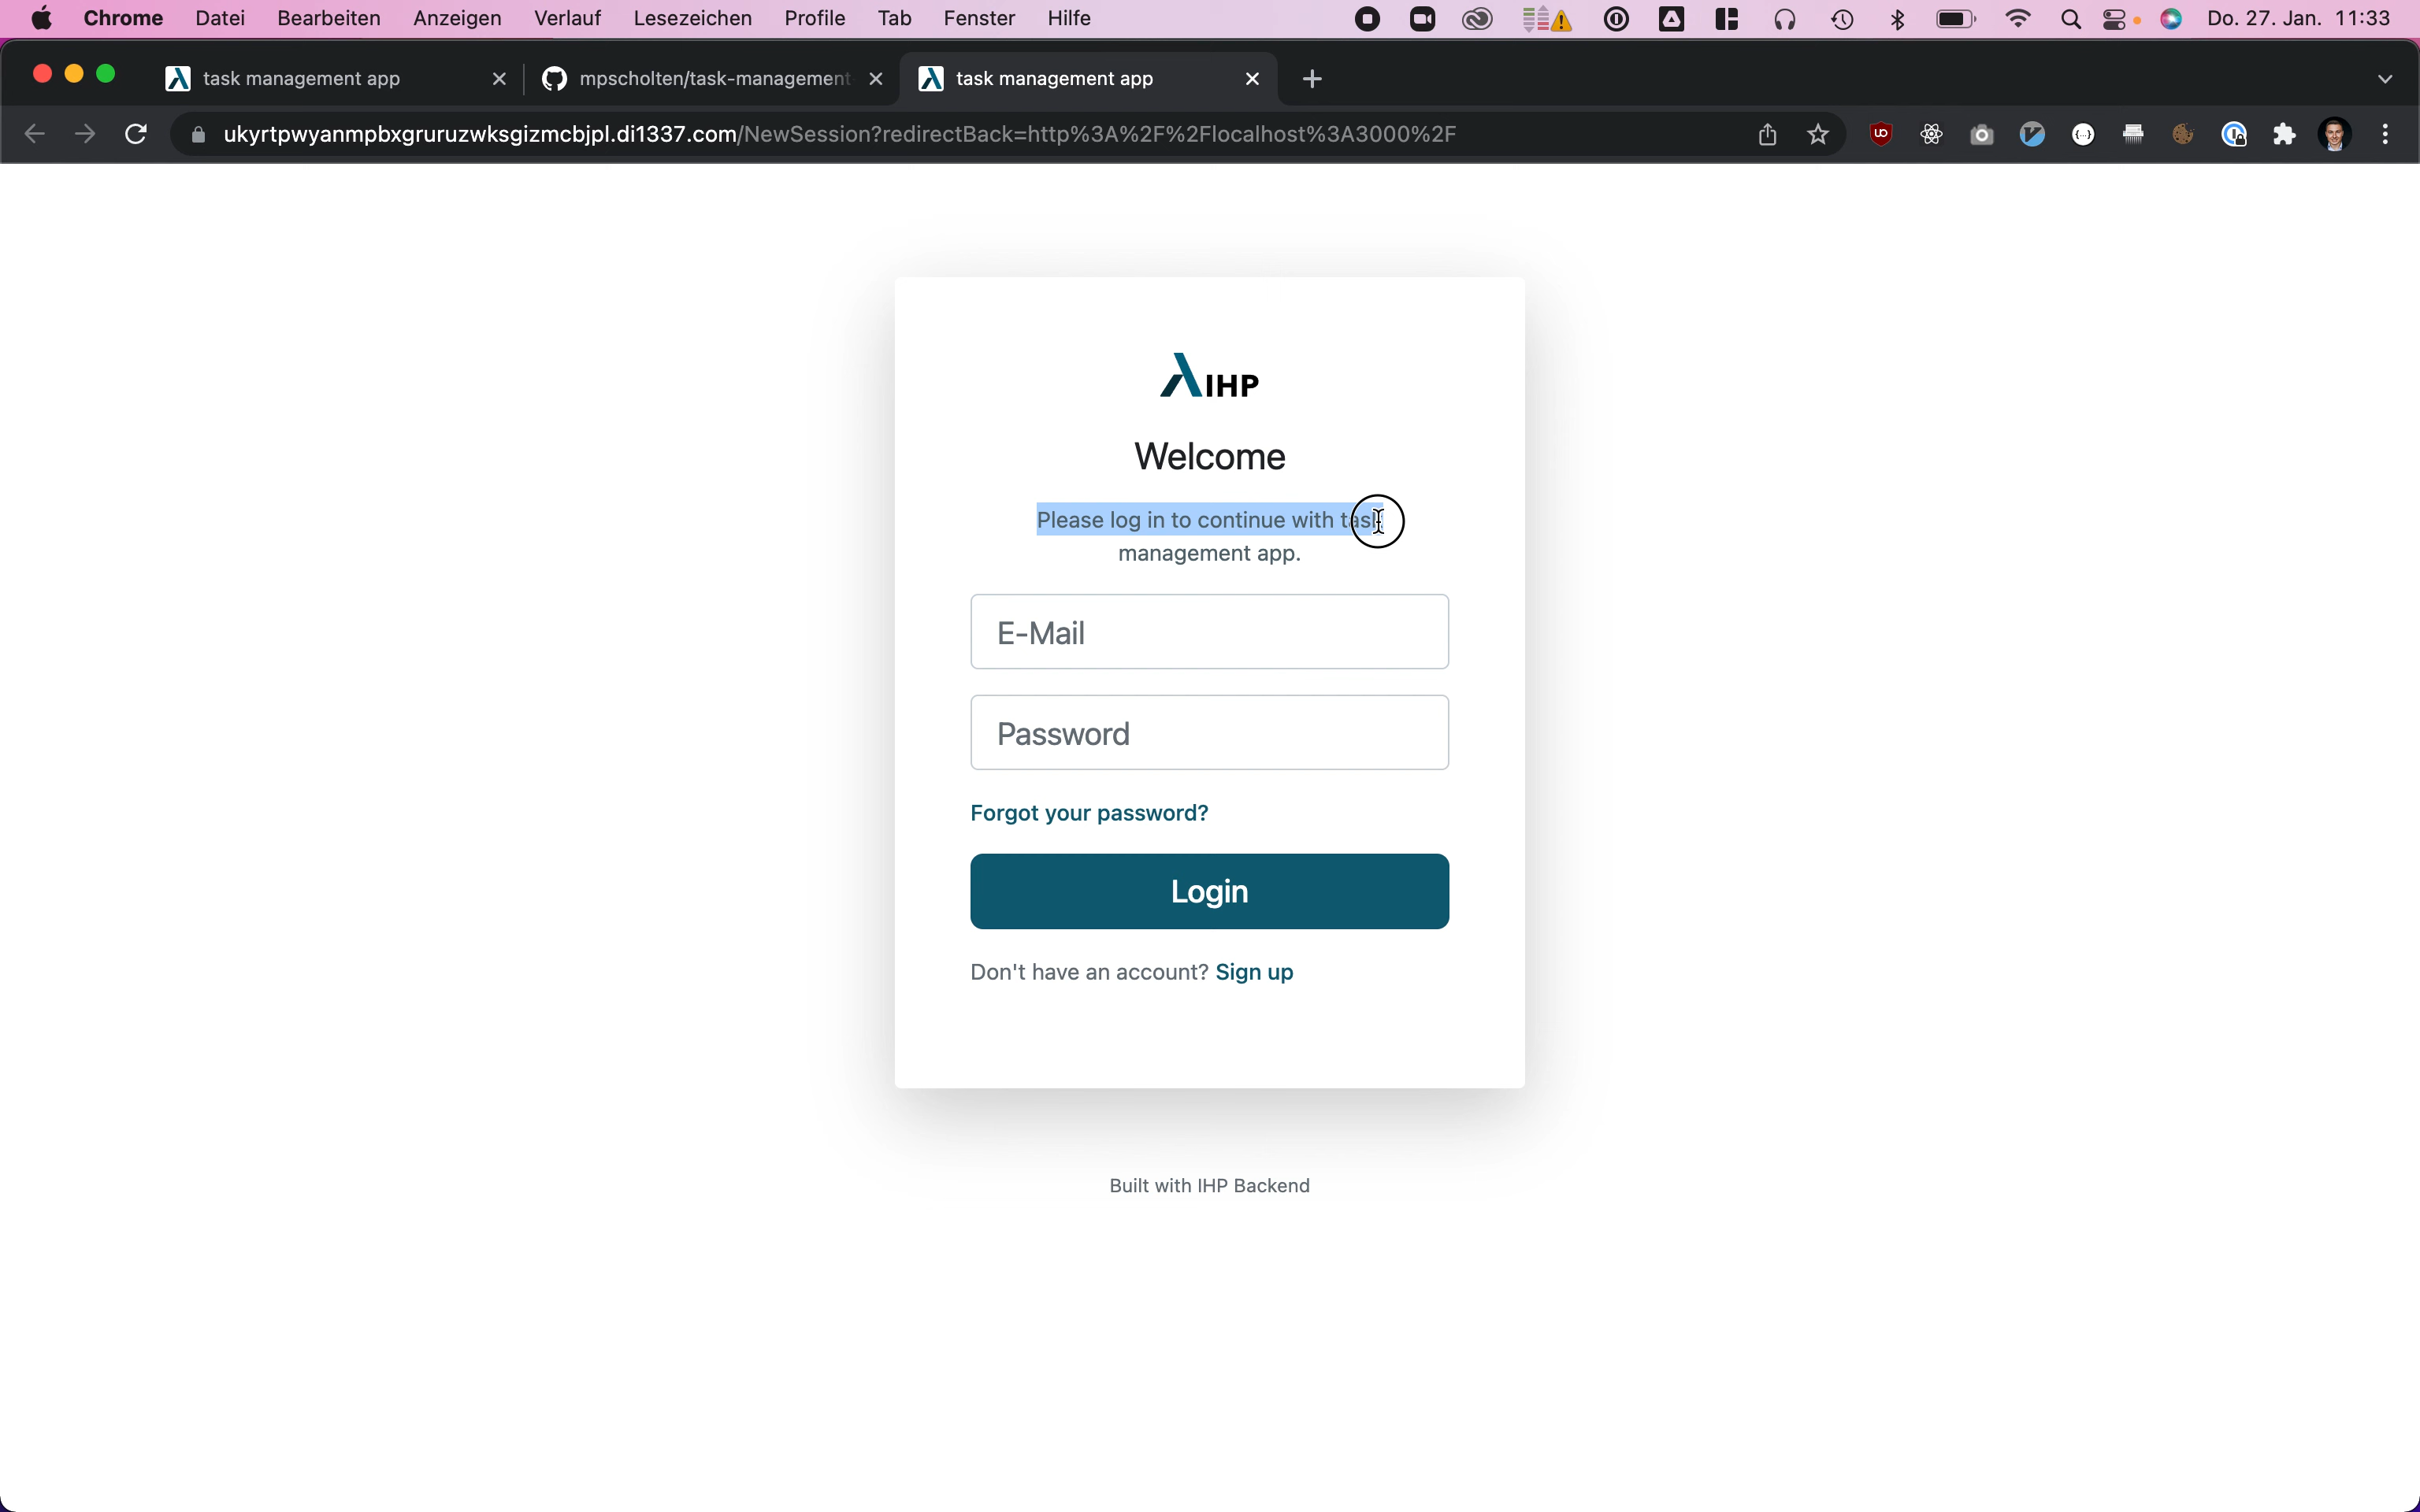 Chrome Datei Bearbeiten Anzeigen Verlauf Lesezeichen Profile Tab Fenster Hilfe Do. 27. Jan. 11:33
task management app mpscholten/task-management task management app
ukyrtpwyanmpbxgruruzwksgizmcbjpl.di1337.com/NewSession?redirectBack=http%3A%2F%2Flocalhost%3A3000%2F
IHP
Welcome
Please log in to continue with task
management app.
E-Mail
Password
Forgot your password?
Login
Don't have an account? Sign up
Built with IHP Backend